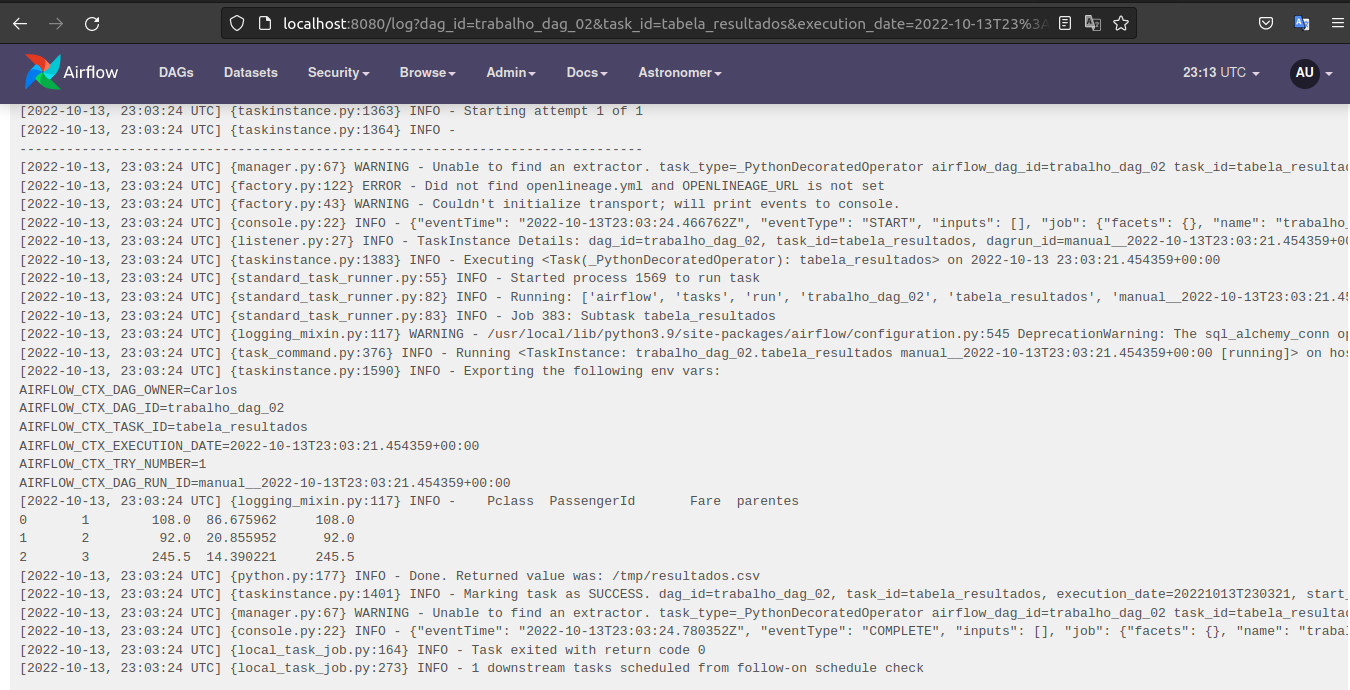 localhost:8080/log?dag_id=trabalho_dag_02&task_id=tabela_resultados&execution_date=2022-10-13T23%3A
Airflow DAGs Datasets Security Browse Admin Docs Astronomer 23:13 UTC AU
[2022-10-13, 23:03:24 UTC] {taskinstance.py:1363} INFO - Starting attempt 1 of 1
[2022-10-13, 23:03:24 UTC] {taskinstance.py:1364} INFO -
--------------------------------------------------------------------------------
[2022-10-13, 23:03:24 UTC] {manager.py:67} WARNING - Unable to find an extractor. task_type=_PythonDecoratedOperator airflow_dag_id=trabalho_dag_02 task_id=tabela_resultad
[2022-10-13, 23:03:24 UTC] {factory.py:122} ERROR - Did not find openlineage.yml and OPENLINEAGE_URL is not set
[2022-10-13, 23:03:24 UTC] {factory.py:43} WARNING - Couldn't initialize transport; will print events to console.
[2022-10-13, 23:03:24 UTC] {console.py:22} INFO - {"eventTime": "2022-10-13T23:03:24.466762Z", "eventType": "START", "inputs": [], "job": {"facets": {}, "name": "trabalho_
[2022-10-13, 23:03:24 UTC] {listener.py:27} INFO - TaskInstance Details: dag_id=trabalho_dag_02, task_id=tabela_resultados, dagrun_id=manual__2022-10-13T23:03:21.454359+00
[2022-10-13, 23:03:24 UTC] {taskinstance.py:1383} INFO - Executing <Task(_PythonDecoratedOperator): tabela_resultados> on 2022-10-13 23:03:21.454359+00:00
[2022-10-13, 23:03:24 UTC] {standard_task_runner.py:55} INFO - Started process 1569 to run task
[2022-10-13, 23:03:24 UTC] {standard_task_runner.py:82} INFO - Running: ['airflow', 'tasks', 'run', 'trabalho_dag_02', 'tabela_resultados', 'manual__2022-10-13T23:03:21.45
[2022-10-13, 23:03:24 UTC] {standard_task_runner.py:83} INFO - Job 383: Subtask tabela_resultados
[2022-10-13, 23:03:24 UTC] {logging_mixin.py:117} WARNING - /usr/local/lib/python3.9/site-packages/airflow/configuration.py:545 DeprecationWarning: The sql_alchemy_conn op
[2022-10-13, 23:03:24 UTC] {task_command.py:376} INFO - Running <TaskInstance: trabalho_dag_02.tabela_resultados manual__2022-10-13T23:03:21.454359+00:00 [running]> on hos
[2022-10-13, 23:03:24 UTC] {taskinstance.py:1590} INFO - Exporting the following env vars:
AIRFLOW_CTX_DAG_OWNER=Carlos
AIRFLOW_CTX_DAG_ID=trabalho_dag_02
AIRFLOW_CTX_TASK_ID=tabela_resultados
AIRFLOW_CTX_EXECUTION_DATE=2022-10-13T23:03:21.454359+00:00
AIRFLOW_CTX_TRY_NUMBER=1
AIRFLOW_CTX_DAG_RUN_ID=manual__2022-10-13T23:03:21.454359+00:00
[2022-10-13, 23:03:24 UTC] {logging_mixin.py:117} INFO -    Pclass  PassengerId       Fare  parentes
0       1        108.0  86.675962     108.0
1       2         92.0  20.855952      92.0
2       3        245.5  14.390221     245.5
[2022-10-13, 23:03:24 UTC] {python.py:177} INFO - Done. Returned value was: /tmp/resultados.csv
[2022-10-13, 23:03:24 UTC] {taskinstance.py:1401} INFO - Marking task as SUCCESS. dag_id=trabalho_dag_02, task_id=tabela_resultados, execution_date=20221013T230321, start_
[2022-10-13, 23:03:24 UTC] {manager.py:67} WARNING - Unable to find an extractor. task_type=_PythonDecoratedOperator airflow_dag_id=trabalho_dag_02 task_id=tabela_resultad
[2022-10-13, 23:03:24 UTC] {console.py:22} INFO - {"eventTime": "2022-10-13T23:03:24.780352Z", "eventType": "COMPLETE", "inputs": [], "job": {"facets": {}, "name": "trabal
[2022-10-13, 23:03:24 UTC] {local_task_job.py:164} INFO - Task exited with return code 0
[2022-10-13, 23:03:24 UTC] {local_task_job.py:273} INFO - 1 downstream tasks scheduled from follow-on schedule check